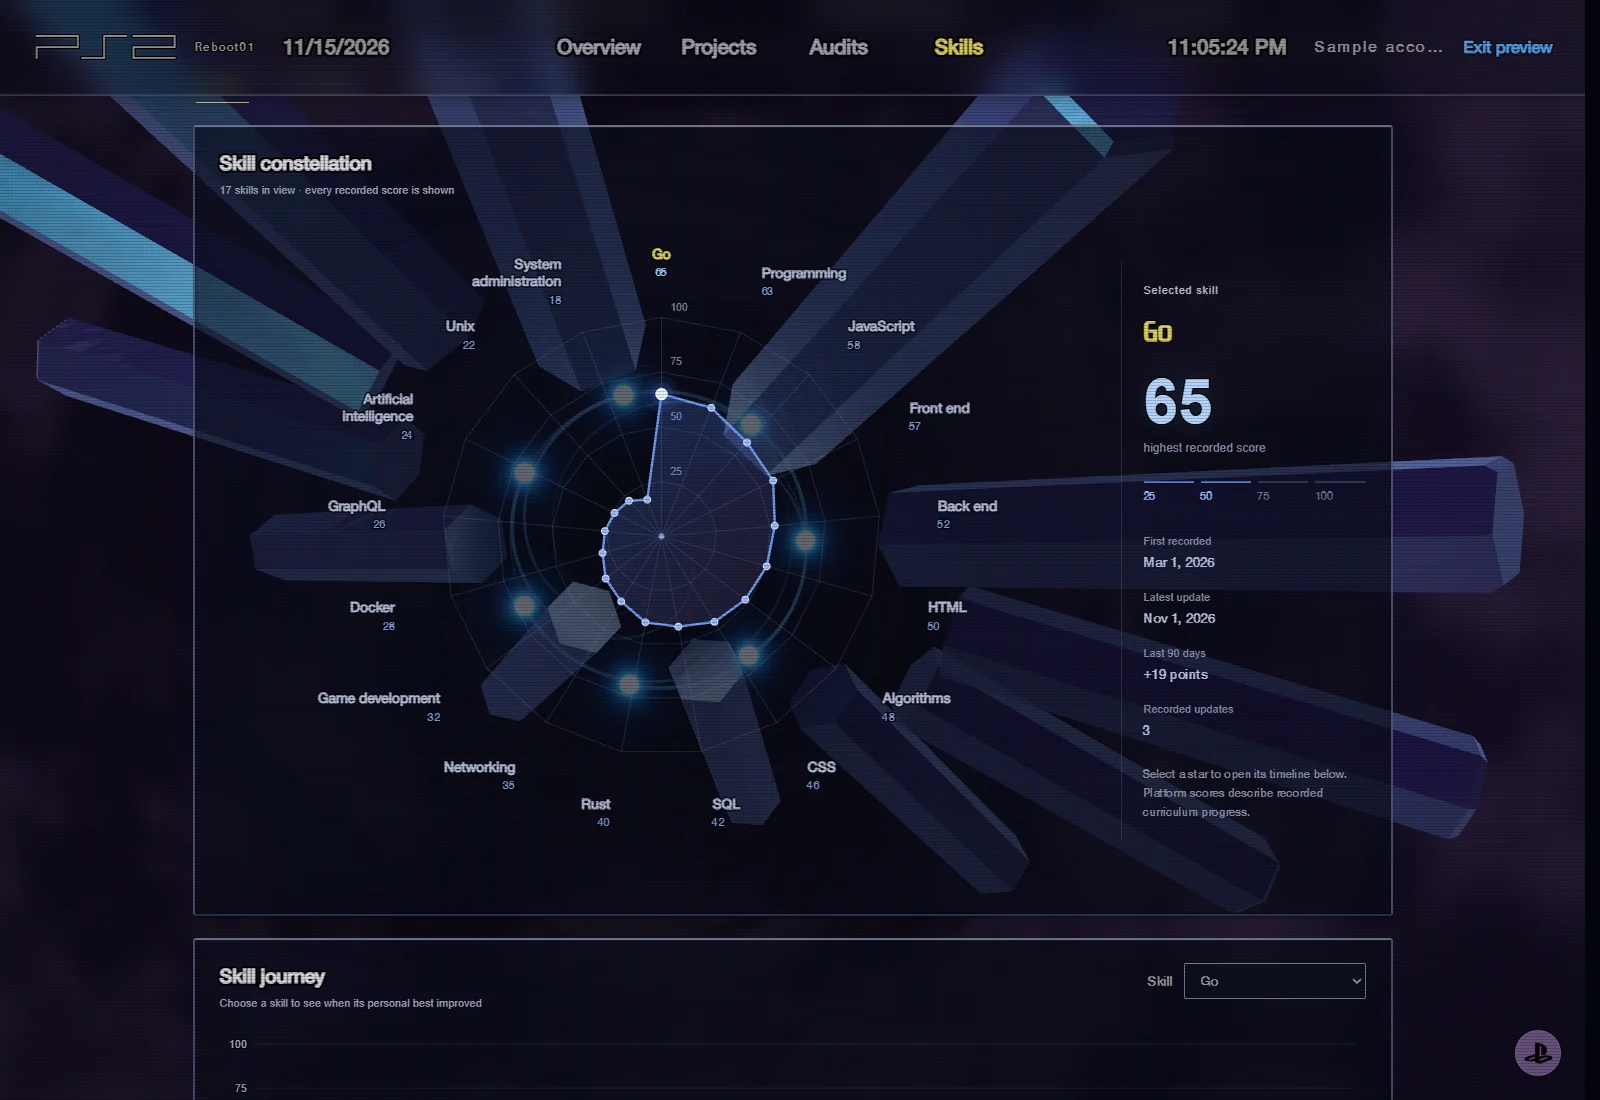 PS2
Reboot01
11/15/2026
Overview
Projects
Audits
Skills
11:05:24 PM
Sample acco...
Exit preview
Skill constellation
17 skills in view · every recorded score is shown
Go
65
Programming
63
JavaScript
58
Front end
57
Back end
52
HTML
50
Algorithms
48
CSS
46
SQL
42
Rust
40
Networking
35
Game development
32
Docker
28
GraphQL
26
Artificial
intelligence
24
Unix
22
System
administration
18
100
75
50
25
Selected skill
Go
65
highest recorded score
25
50
75
100
First recorded
Mar 1, 2026
Latest update
Nov 1, 2026
Last 90 days
+19 points
Recorded updates
3
Select a star to open its timeline below.
Platform scores describe recorded
curriculum progress.
Skill journey
Choose a skill to see when its personal best improved
Skill
Go
100
75